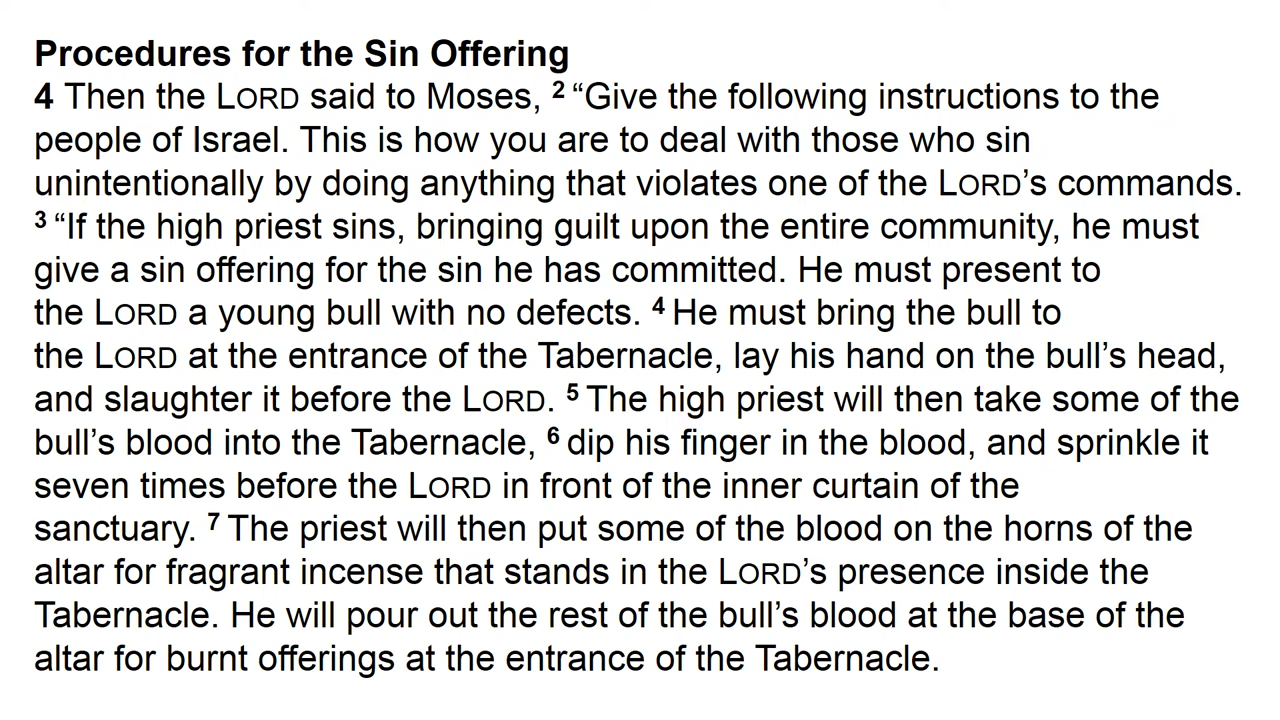 Procedures for the Sin Offering
4 Then the LORD said to Moses, 2 “Give the following instructions to the
people of Israel. This is how you are to deal with those who sin
unintentionally by doing anything that violates one of the LORD’s commands.
3 “If the high priest sins, bringing guilt upon the entire community, he must
give a sin offering for the sin he has committed. He must present to
the LORD a young bull with no defects. 4 He must bring the bull to
the LORD at the entrance of the Tabernacle, lay his hand on the bull’s head,
and slaughter it before the LORD. 5 The high priest will then take some of the
bull’s blood into the Tabernacle, 6 dip his finger in the blood, and sprinkle it
seven times before the LORD in front of the inner curtain of the
sanctuary. 7 The priest will then put some of the blood on the horns of the
altar for fragrant incense that stands in the LORD’s presence inside the
Tabernacle. He will pour out the rest of the bull’s blood at the base of the
altar for burnt offerings at the entrance of the Tabernacle.